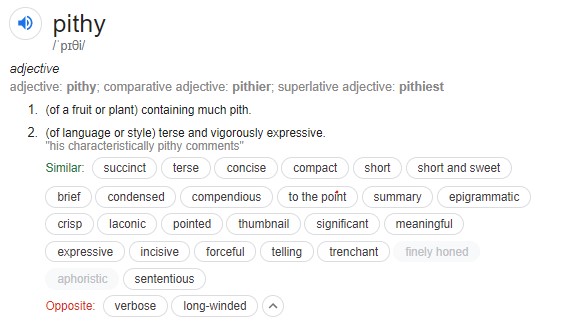 pithy
/ˈpɪθi/
adjective
adjective: pithy; comparative adjective: pithier; superlative adjective: pithiest
1. (of a fruit or plant) containing much pith.
2. (of language or style) terse and vigorously expressive.
"his characteristically pithy comments"
Similar: succinct terse concise compact short short and sweet
brief condensed compendious to the point summary epigrammatic
crisp laconic pointed thumbnail significant meaningful
expressive incisive forceful telling trenchant finely honed
aphoristic sententious
Opposite: verbose long-winded